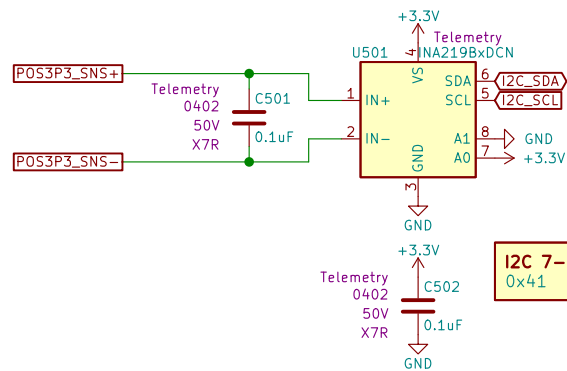 +3.3V
Telemetry
U501
INA219BxDCN
POS3P3_SNS+
4
VS
SDA
6
I2C_SDA
SCL
5
I2C_SCL
Telemetry
0402
50V
X7R
C501
0.1uF
1
IN+
2
IN-
A1
8
GND
A0
7
+3.3V
POS3P3_SNS-
GND
3
GND
+3.3V
Telemetry
0402
50V
X7R
C502
0.1uF
GND
I2C 7-
0x41